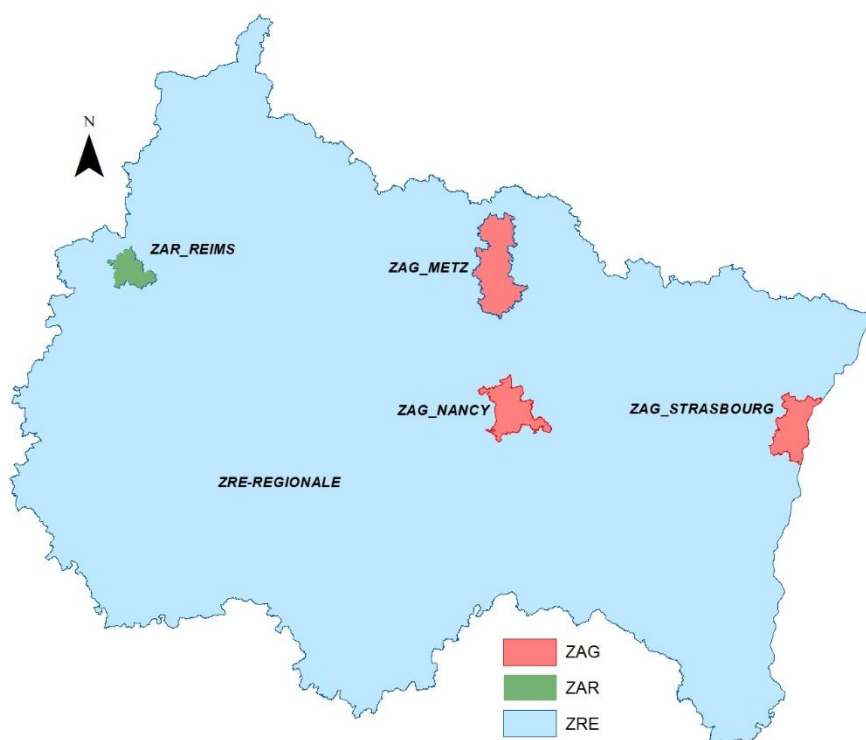 N
ZAR_REIMS
ZAG_METZ
ZAG_NANCY
ZAG_STRASBOURG
ZRE-REGIONALE
ZAG
ZAR
ZRE